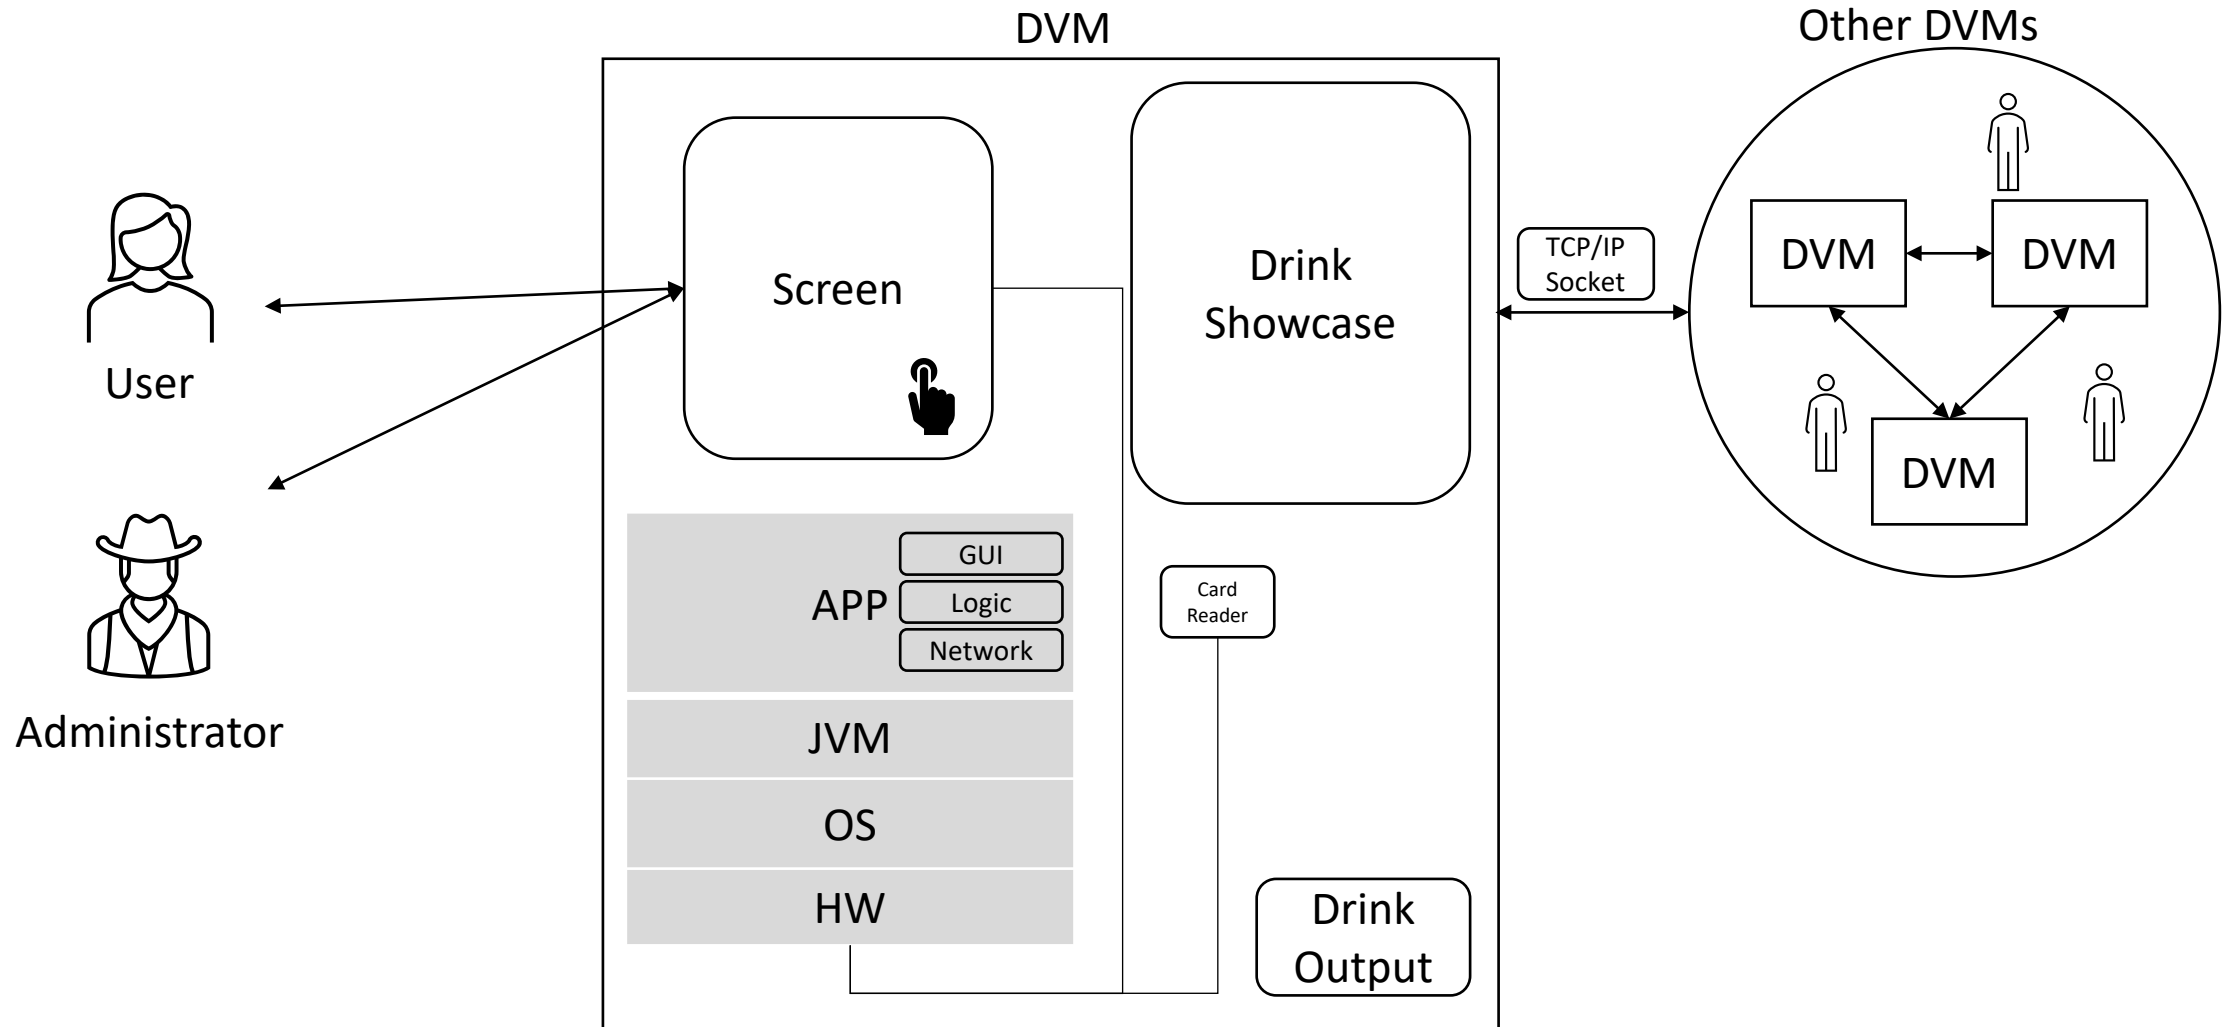 DVM
Other DVMs
Screen
Drink
Showcase
TCP/IP
Socket
DVM
DVM
DVM
User
Administrator
APP
GUI
Logic
Network
JVM
OS
HW
Card
Reader
Drink
Output